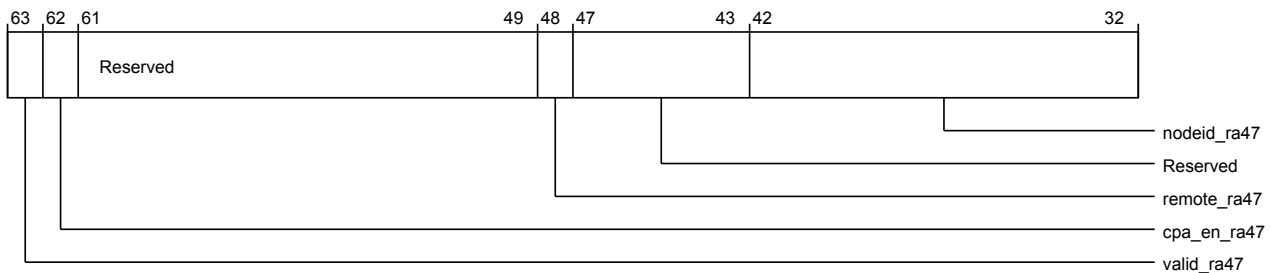 63 62 61 49 48 47 43 42 32
Reserved
nodeid_ra47
Reserved
remote_ra47
cpa_en_ra47
valid_ra47